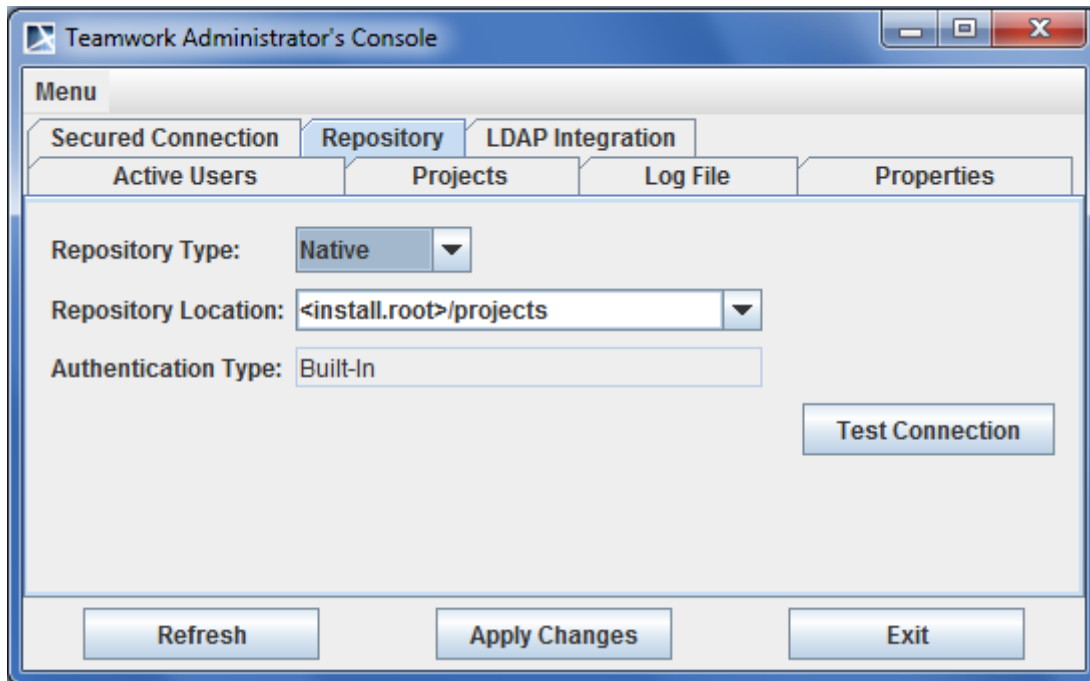 Teamwork Administrator's Console
Menu
Secured Connection Repository LDAP Integration
Active Users Projects Log File Properties
Repository Type: Native
Repository Location: <install.root>/projects
Authentication Type: Built-In
Test Connection
Refresh Apply Changes Exit